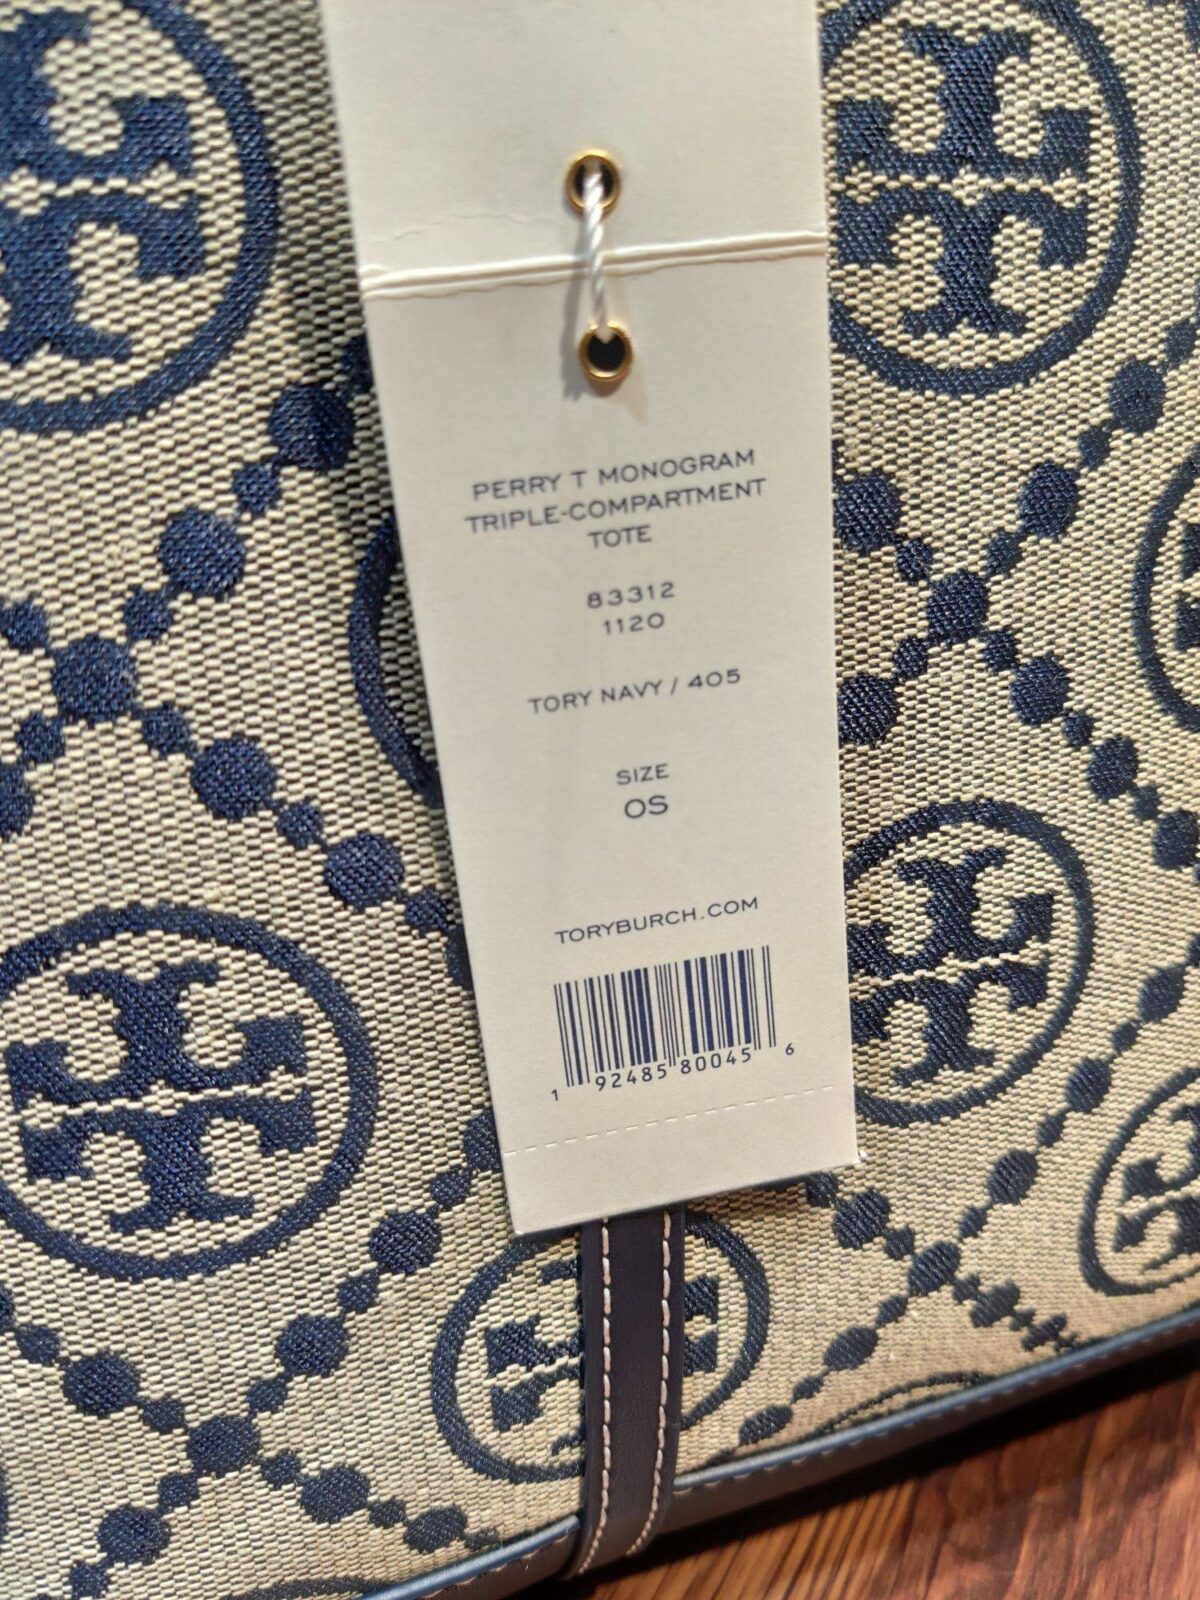 PERRY T MONOGRAM
TRIPLE-COMPARTMENT
TOTE
83312
1120
TORY NAVY / 405
SIZE
OS
TORYBURCH.COM
1 92485 80045 6